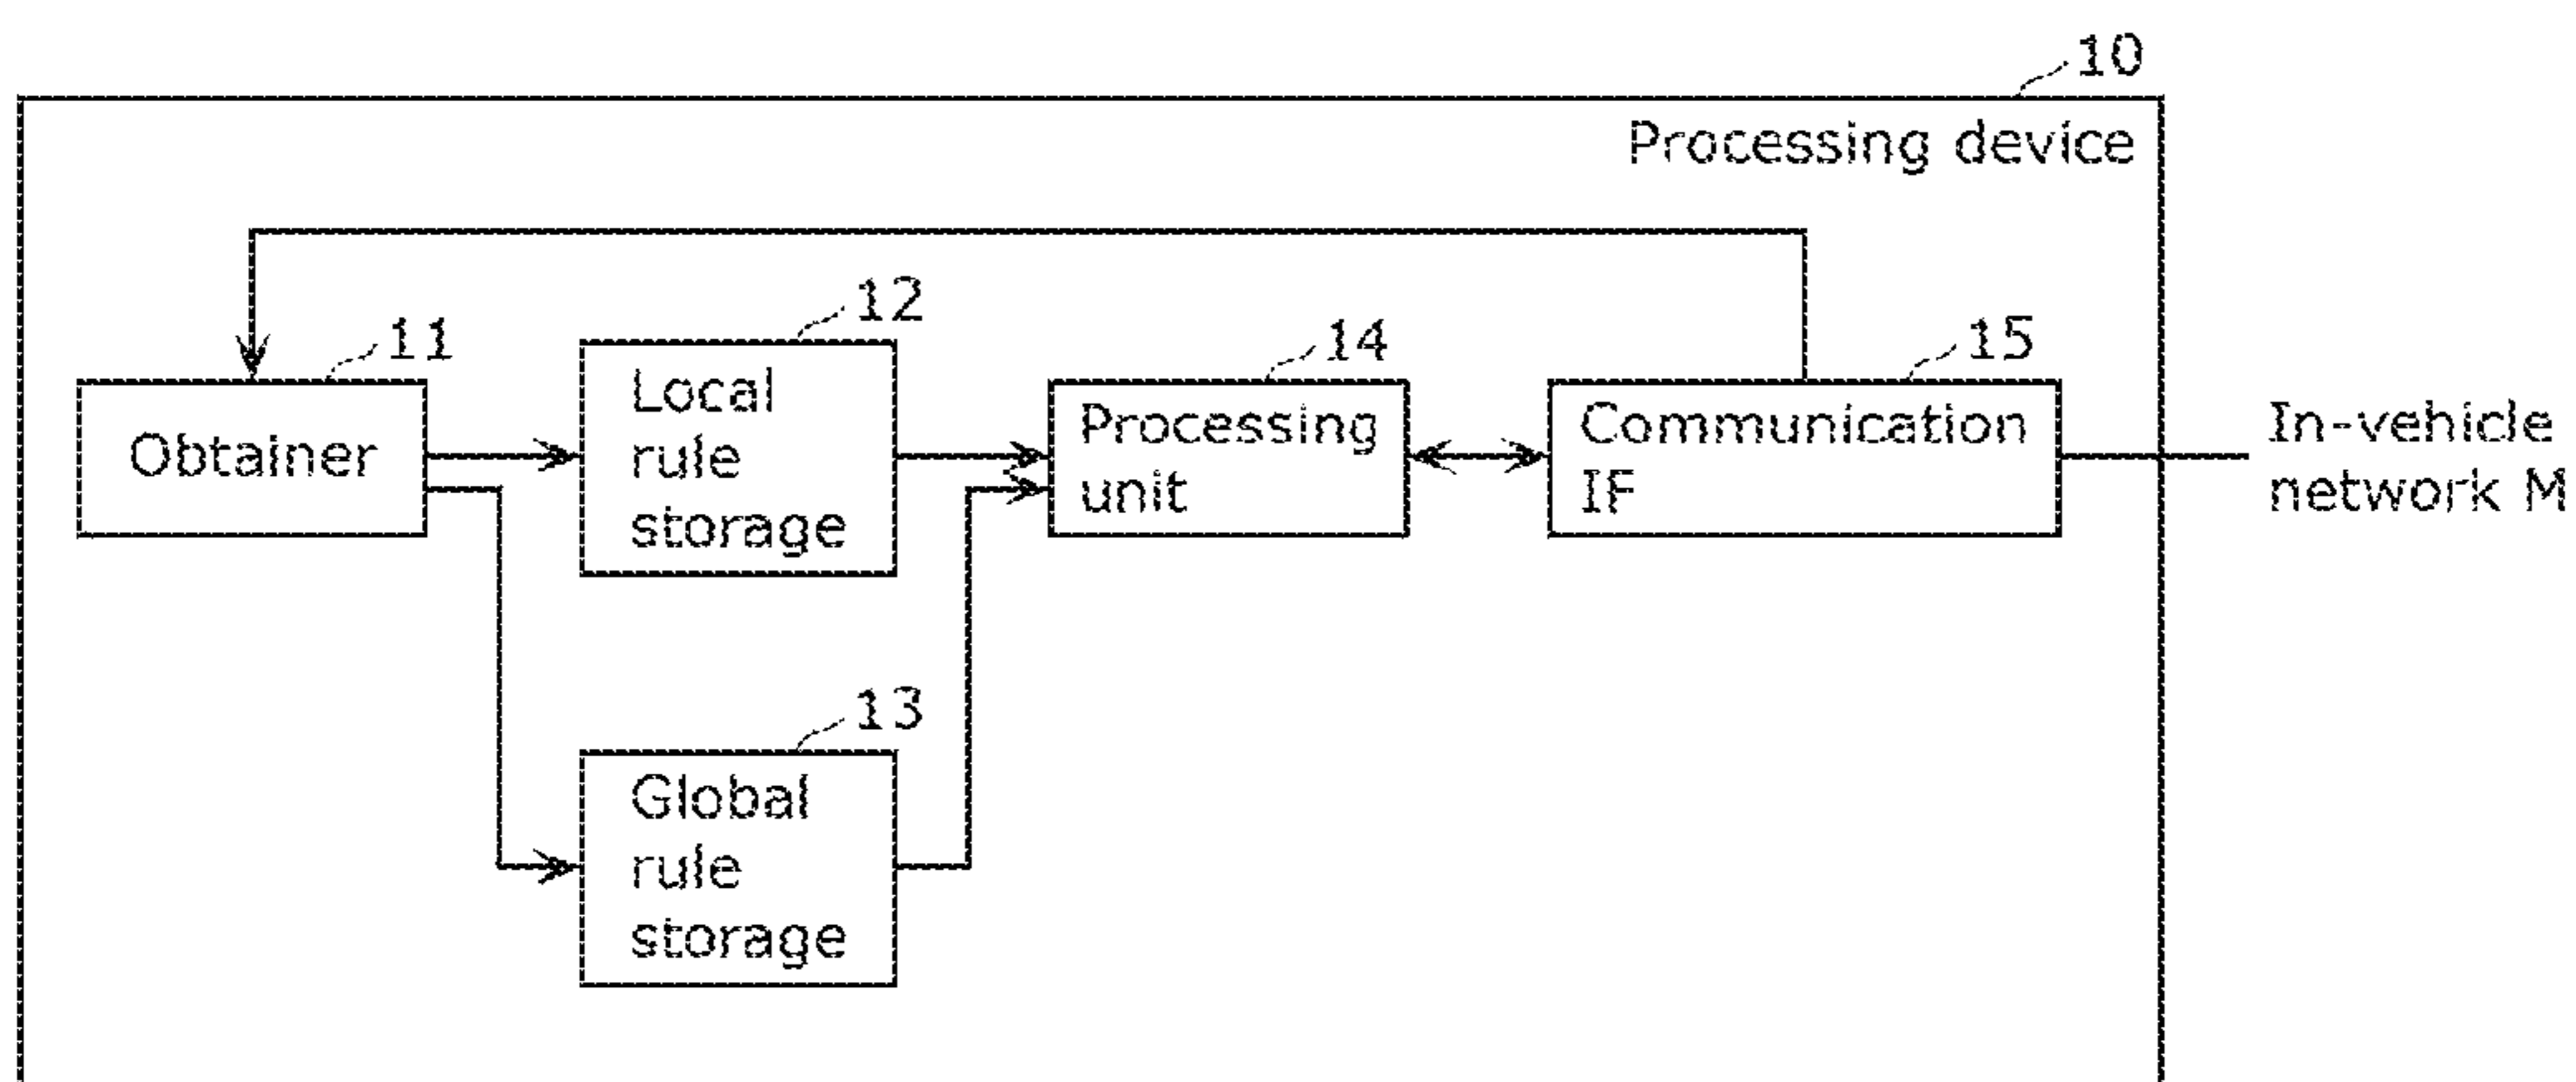 10
Processing device
11
Obtainer
12
Local
rule
storage
13
Global
rule
storage
14
Processing
unit
15
Communication
IF
In-vehicle
network M